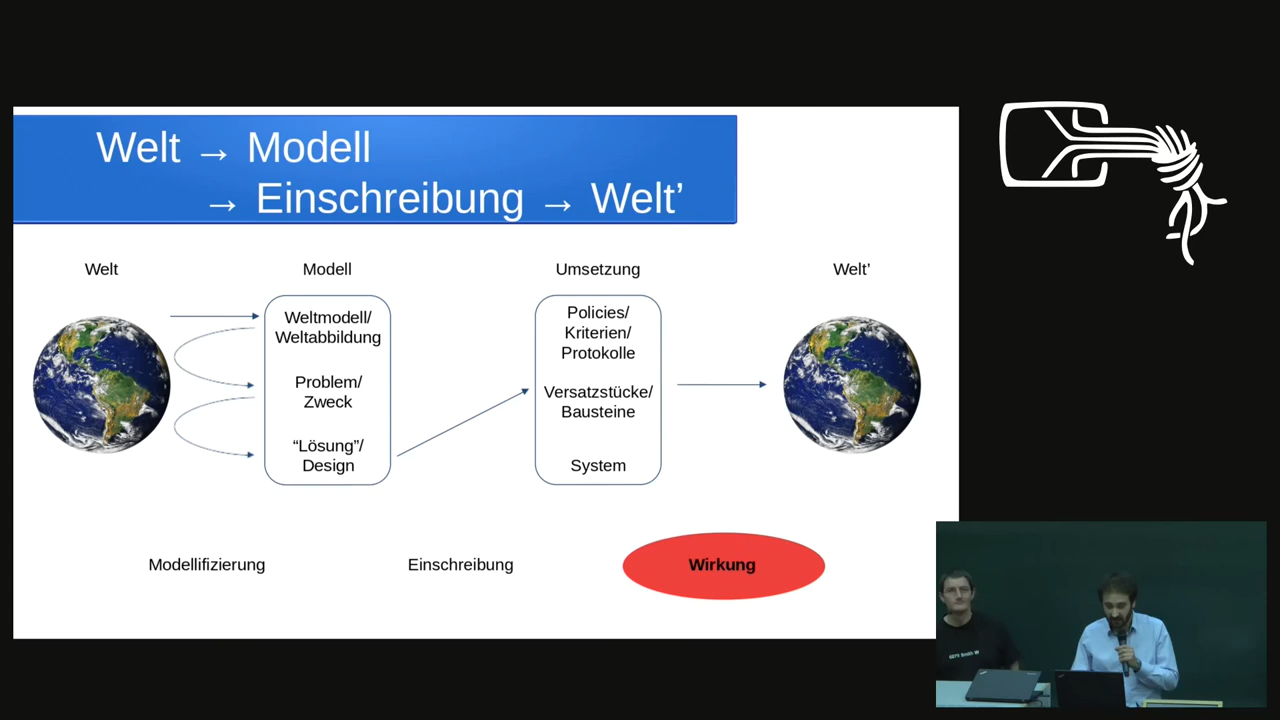 Welt → Modell
→ Einschreibung → Welt’
Welt
Modell
Umsetzung
Welt’
Weltmodell/
Weltabbildung
Problem/
Zweck
“Lösung”/
Design
Policies/
Kriterien/
Protokolle
Versatzstücke/
Bausteine
System
Modellifizierung
Einschreibung
Wirkung